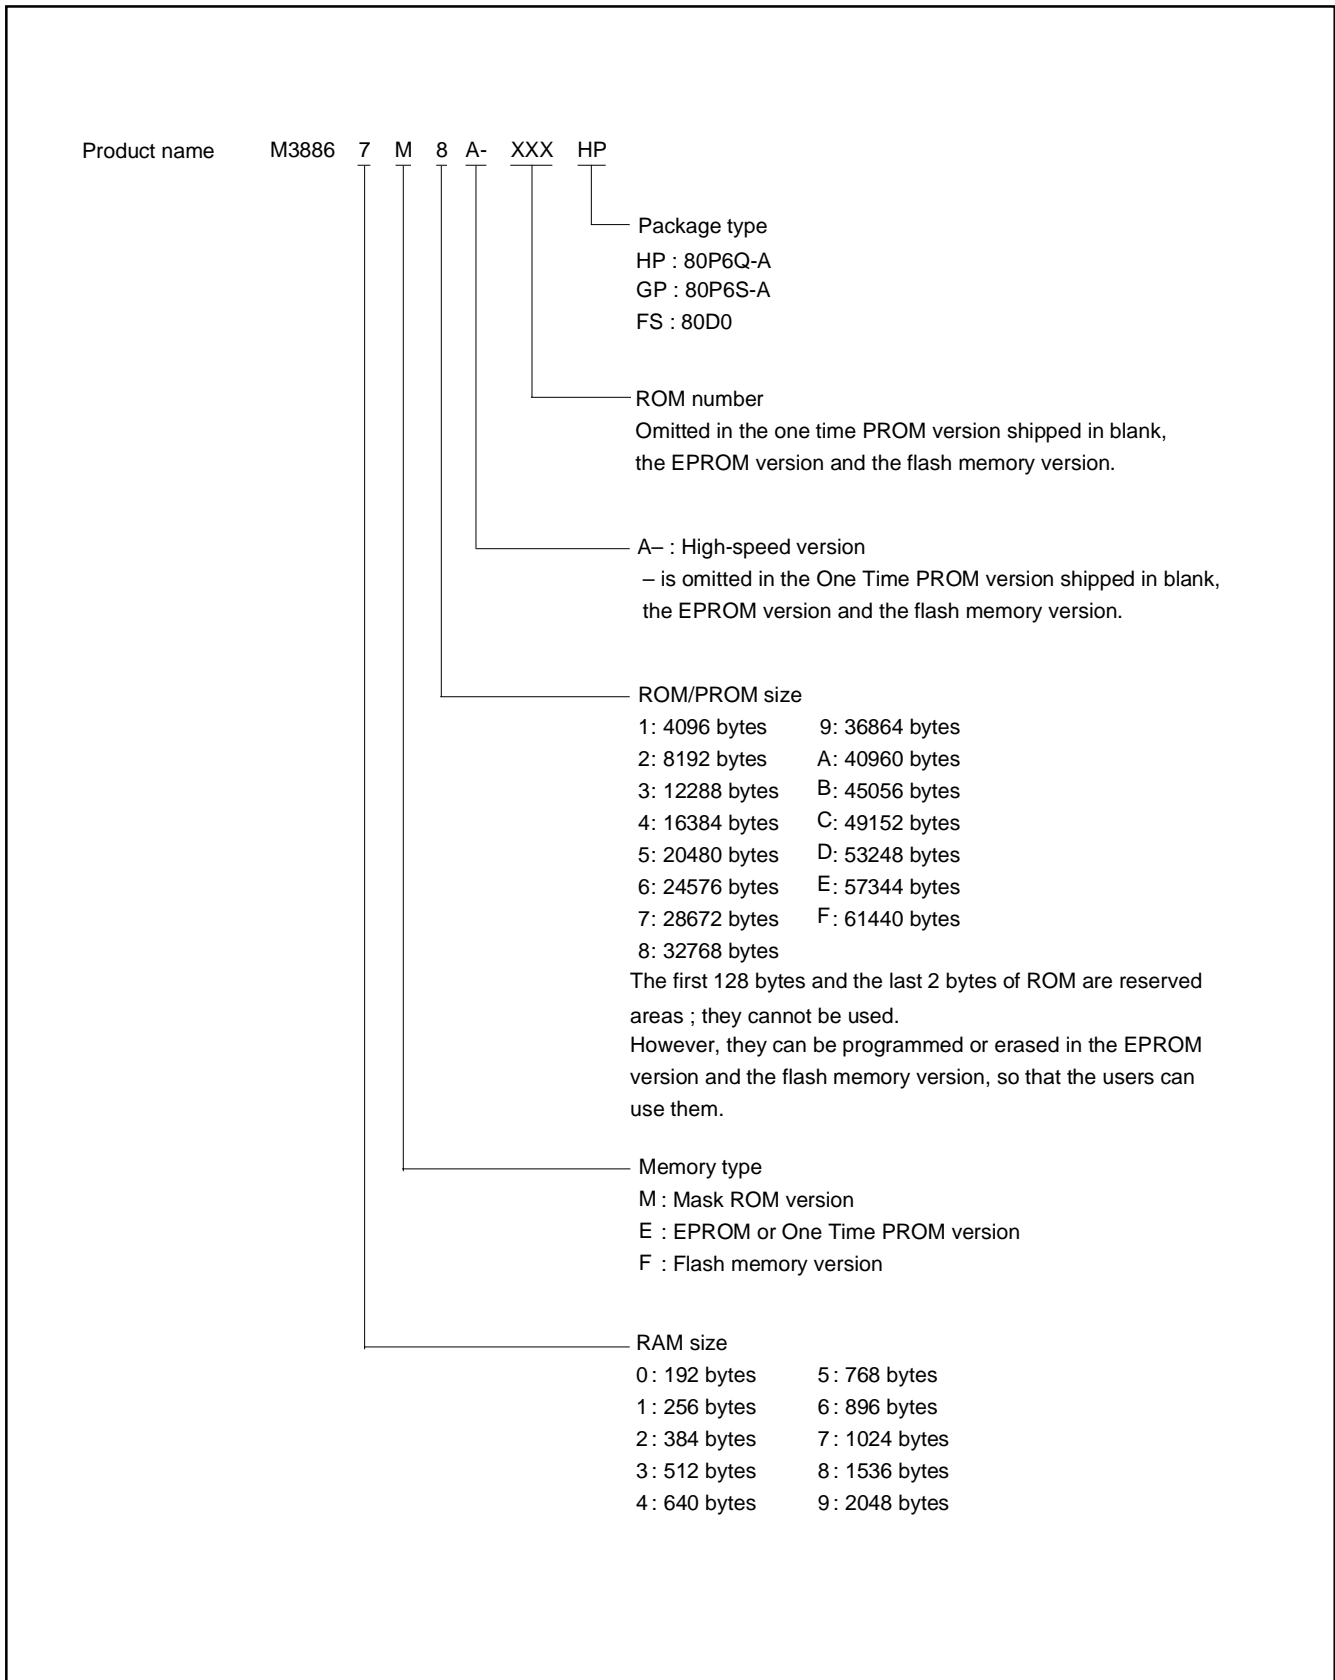 Product name M3886 7 M 8 A- XXX HP
Package type
HP : 80P6Q-A
GP : 80P6S-A
FS : 80D0
ROM number
Omitted in the one time PROM version shipped in blank,
the EPROM version and the flash memory version.
A– : High-speed version
– is omitted in the One Time PROM version shipped in blank,
the EPROM version and the flash memory version.
ROM/PROM size
1: 4096 bytes 9: 36864 bytes
2: 8192 bytes A: 40960 bytes
3: 12288 bytes B: 45056 bytes
4: 16384 bytes C: 49152 bytes
5: 20480 bytes D: 53248 bytes
6: 24576 bytes E: 57344 bytes
7: 28672 bytes F: 61440 bytes
8: 32768 bytes
The first 128 bytes and the last 2 bytes of ROM are reserved
areas ; they cannot be used.
However, they can be programmed or erased in the EPROM
version and the flash memory version, so that the users can
use them.
Memory type
M : Mask ROM version
E : EPROM or One Time PROM version
F : Flash memory version
RAM size
0 : 192 bytes 5 : 768 bytes
1 : 256 bytes 6 : 896 bytes
2 : 384 bytes 7 : 1024 bytes
3 : 512 bytes 8 : 1536 bytes
4 : 640 bytes 9 : 2048 bytes